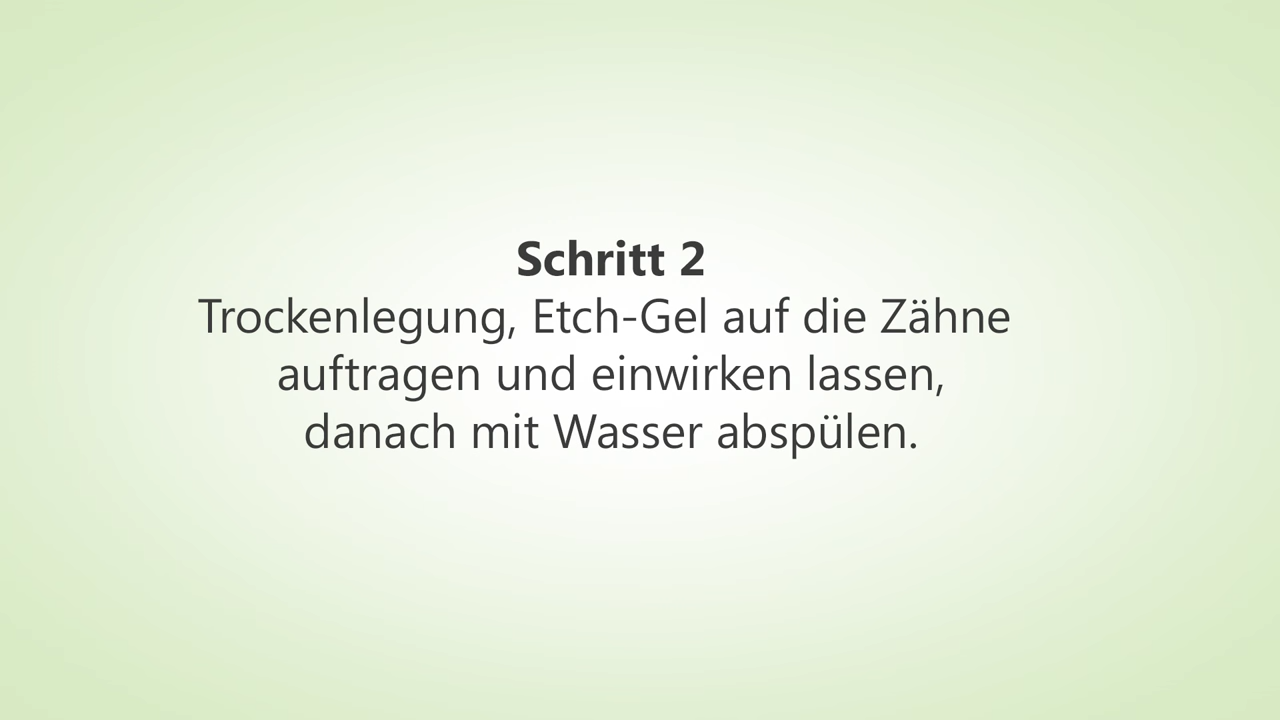 Schritt 2
Trockenlegung, Etch-Gel auf die Zähne
auftragen und einwirken lassen,
danach mit Wasser abspülen.